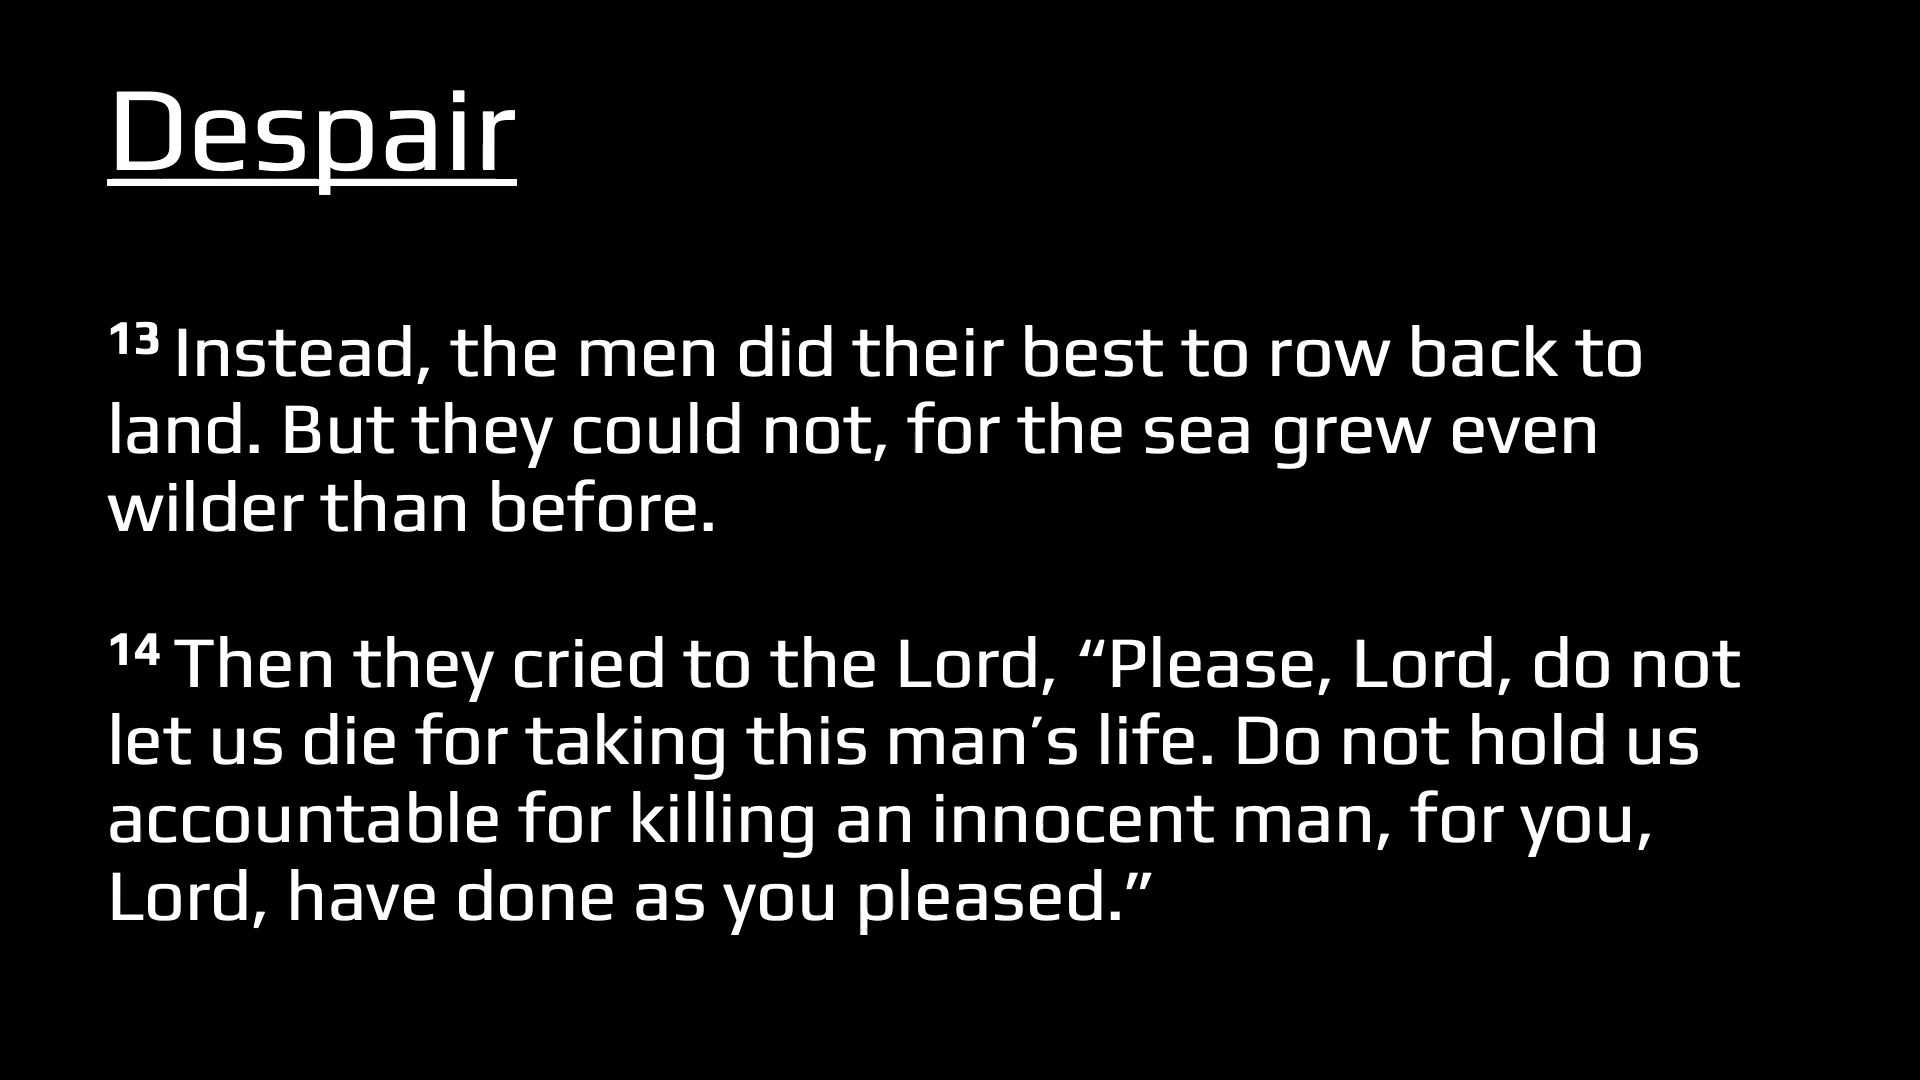 Despair
13 Instead, the men did their best to row back to
land. But they could not, for the sea grew even
wilder than before.
14 Then they cried to the Lord, “Please, Lord, do not
let us die for taking this man’s life. Do not hold us
accountable for killing an innocent man, for you,
Lord, have done as you pleased.”